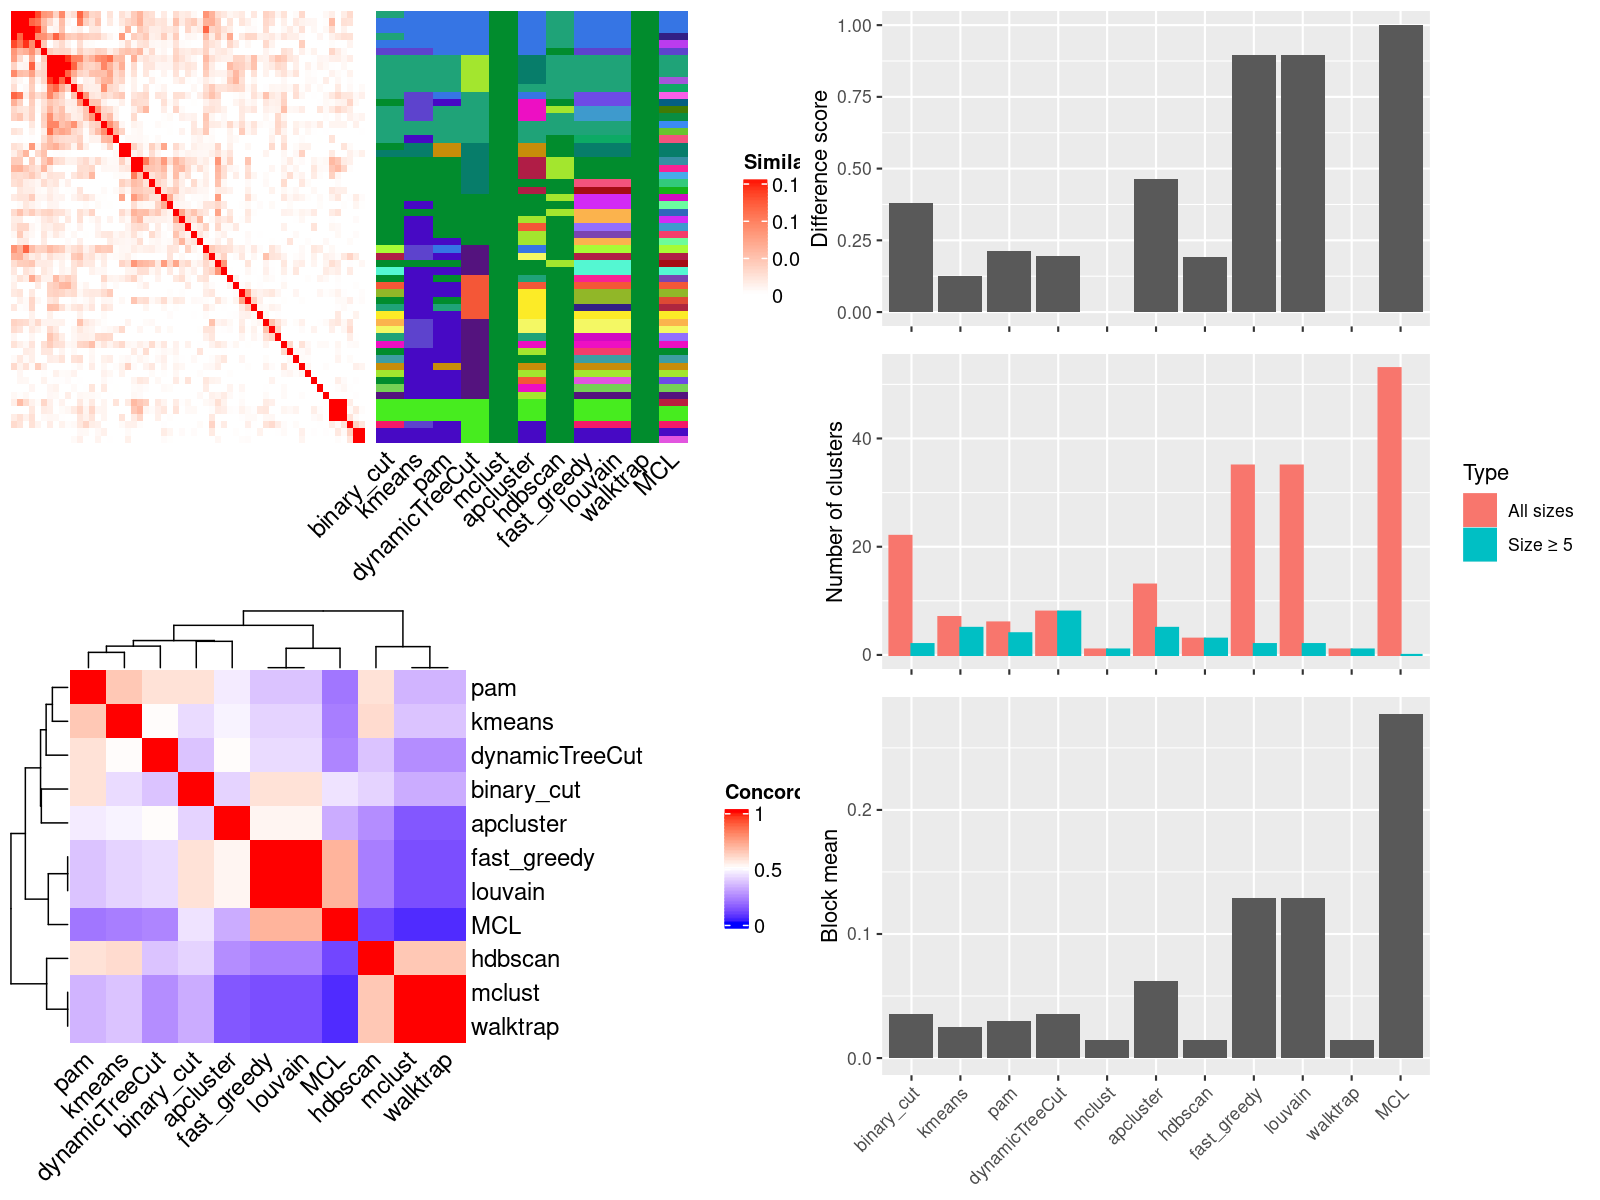 Simila
0.1
0.1
0.0
0
binary_cut
kmeans
pam
dynamicTreeCut
mclust
apcluster
hdbscan
fast_greedy
louvain
walktrap
MCL
pam
kmeans
dynamicTreeCut
binary_cut
apcluster
fast_greedy
louvain
MCL
hdbscan
mclust
walktrap
pam
kmeans
dynamicTreeCut
binary_cut
apcluster
fast_greedy
louvain
MCL
hdbscan
mclust
walktrap
Concord
1
0.5
0
Difference score
1.00
0.75
0.50
0.25
0.00
Number of clusters
40
20
0
Type
All sizes
Size ≥ 5
Block mean
0.2
0.1
0.0
binary_cut
kmeans
pam
dynamicTreeCut
mclust
apcluster
hdbscan
fast_greedy
louvain
walktrap
MCL